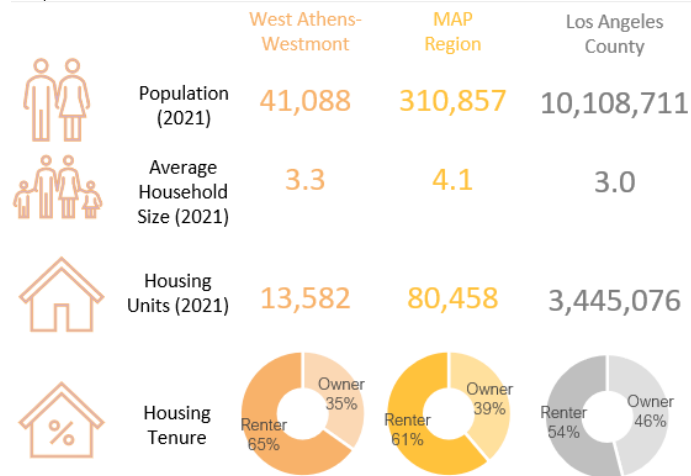 West Athens-
Westmont
MAP
Region
Los Angeles
County
Population
(2021)
41,088
310,857
10,108,711
Average
Household
Size (2021)
3.3
4.1
3.0
Housing
Units (2021)
13,582
80,458
3,445,076
Housing
Tenure
Owner
35%
Renter
65%
Owner
39%
Renter
61%
Owner
46%
Renter
54%
%